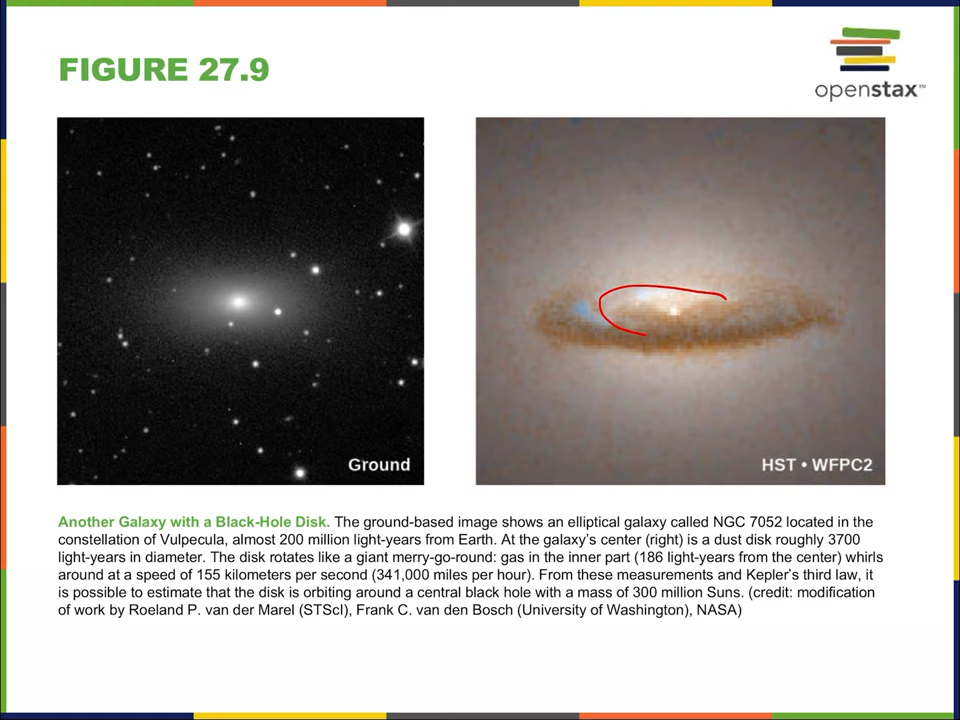 FIGURE 27.9
openstax™
Ground
HST • WFPC2
Another Galaxy with a Black-Hole Disk. The ground-based image shows an elliptical galaxy called NGC 7052 located in the
constellation of Vulpecula, almost 200 million light-years from Earth. At the galaxy's center (right) is a dust disk roughly 3700
light-years in diameter. The disk rotates like a giant merry-go-round: gas in the inner part (186 light-years from the center) whirls
around at a speed of 155 kilometers per second (341,000 miles per hour). From these measurements and Kepler's third law, it
is possible to estimate that the disk is orbiting around a central black hole with a mass of 300 million Suns. (credit: modification
of work by Roeland P. van der Marel (STScI), Frank C. van den Bosch (University of Washington), NASA)